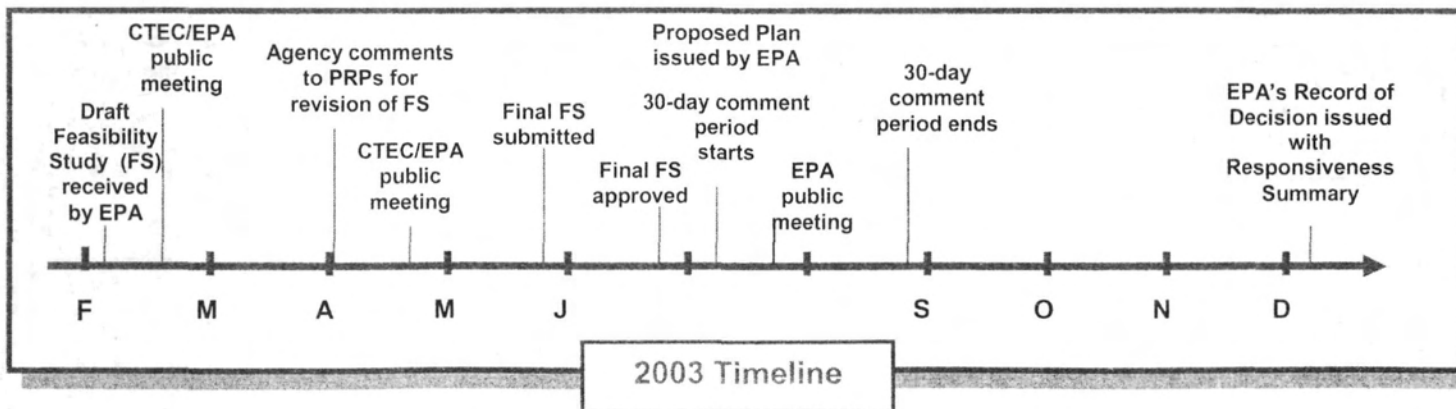 Draft
Feasibility
Study (FS)
received
by EPA
CTEC/EPA
public
meeting
Agency comments
to PRPs for
revision of FS
CTEC/EPA
public
meeting
Final FS
submitted
Final FS
approved
Proposed Plan
issued by EPA
30-day comment
period
starts
EPA
public
meeting
30-day
comment
period ends
EPA's Record of
Decision issued
with
Responsiveness
Summary
F M A M J S O N D
2003 Timeline